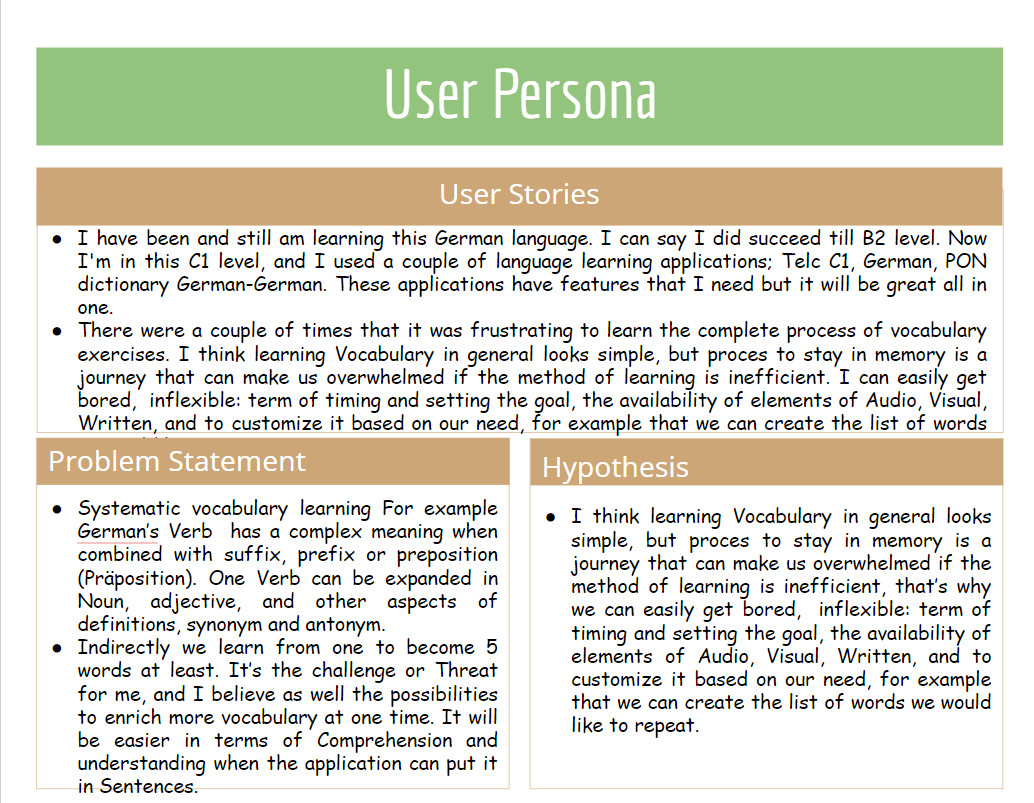 User Persona
User Stories
● I have been and still am learning this German language. I can say I did succeed till B2 level. Now
I'm in this C1 level, and I used a couple of language learning applications; Telc C1, German, PON
dictionary German-German. These applications have features that I need but it will be great all in
one.
● There were a couple of times that it was frustrating to learn the complete process of vocabulary
exercises. I think learning Vocabulary in general looks simple, but proces to stay in memory is a
journey that can make us overwhelmed if the method of learning is inefficient. I can easily get
bored, inflexible: term of timing and setting the goal, the availability of elements of Audio, Visual,
Written, and to customize it based on our need, for example that we can create the list of words
Problem Statement
● Systematic vocabulary learning For example
German’s Verb has a complex meaning when
combined with suffix, prefix or preposition
(Präposition). One Verb can be expanded in
Noun, adjective, and other aspects of
definitions, synonym and antonym.
● Indirectly we learn from one to become 5
words at least. It’s the challenge or Threat
for me, and I believe as well the possibilities
to enrich more vocabulary at one time. It will
be easier in terms of Comprehension and
understanding when the application can put it
in Sentences.
Hypothesis
● I think learning Vocabulary in general looks
simple, but proces to stay in memory is a
journey that can make us overwhelmed if the
method of learning is inefficient, that’s why
we can easily get bored, inflexible: term of
timing and setting the goal, the availability of
elements of Audio, Visual, Written, and to
customize it based on our need, for example
that we can create the list of words we would
like to repeat.